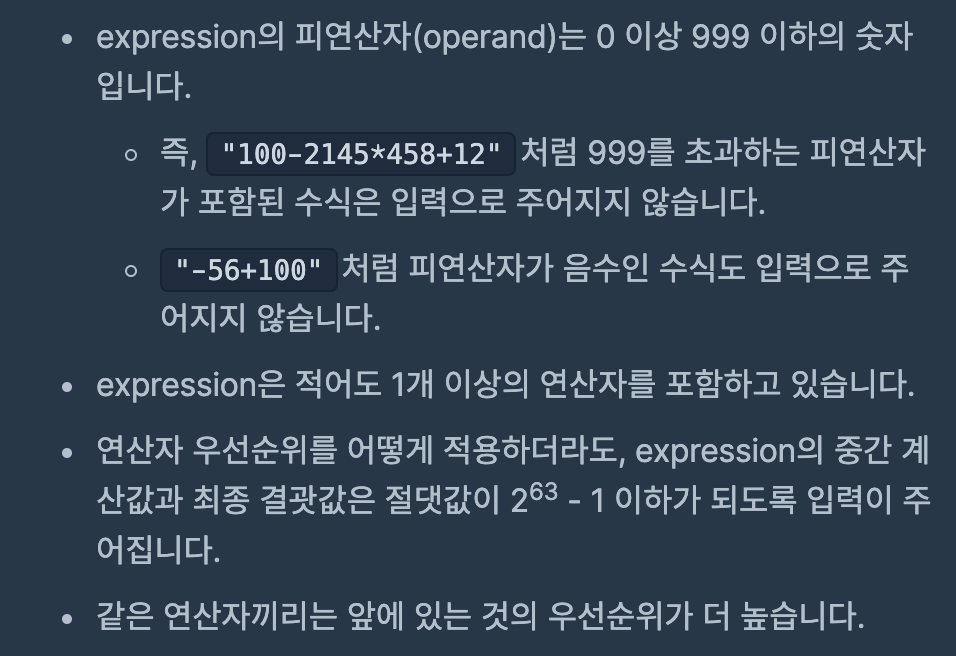 • expression의 피연산자(operand)는 0 이상 999 이하의 숫자
입니다.
◦ 즉, "100-2145*458+12" 처럼 999를 초과하는 피연산자
가 포함된 수식은 입력으로 주어지지 않습니다.
◦ "-56+100" 처럼 피연산자가 음수인 수식도 입력으로 주
어지지 않습니다.
• expression은 적어도 1개 이상의 연산자를 포함하고 있습니다.
• 연산자 우선순위를 어떻게 적용하더라도, expression의 중간 계
산값과 최종 결괏값은 절댓값이 2⁶³ - 1 이하가 되도록 입력이 주
어집니다.
• 같은 연산자끼리는 앞에 있는 것의 우선순위가 더 높습니다.